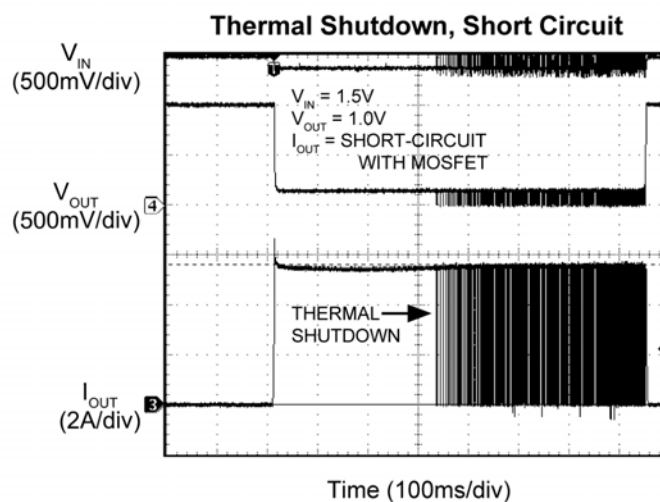 Thermal Shutdown, Short Circuit
V_IN
(500mV/div)
T
V_IN = 1.5V
V_OUT = 1.0V
I_OUT = SHORT-CIRCUIT
WITH MOSFET
V_OUT
(500mV/div)
4
THERMAL
SHUTDOWN
I_OUT
(2A/div)
3
Time (100ms/div)